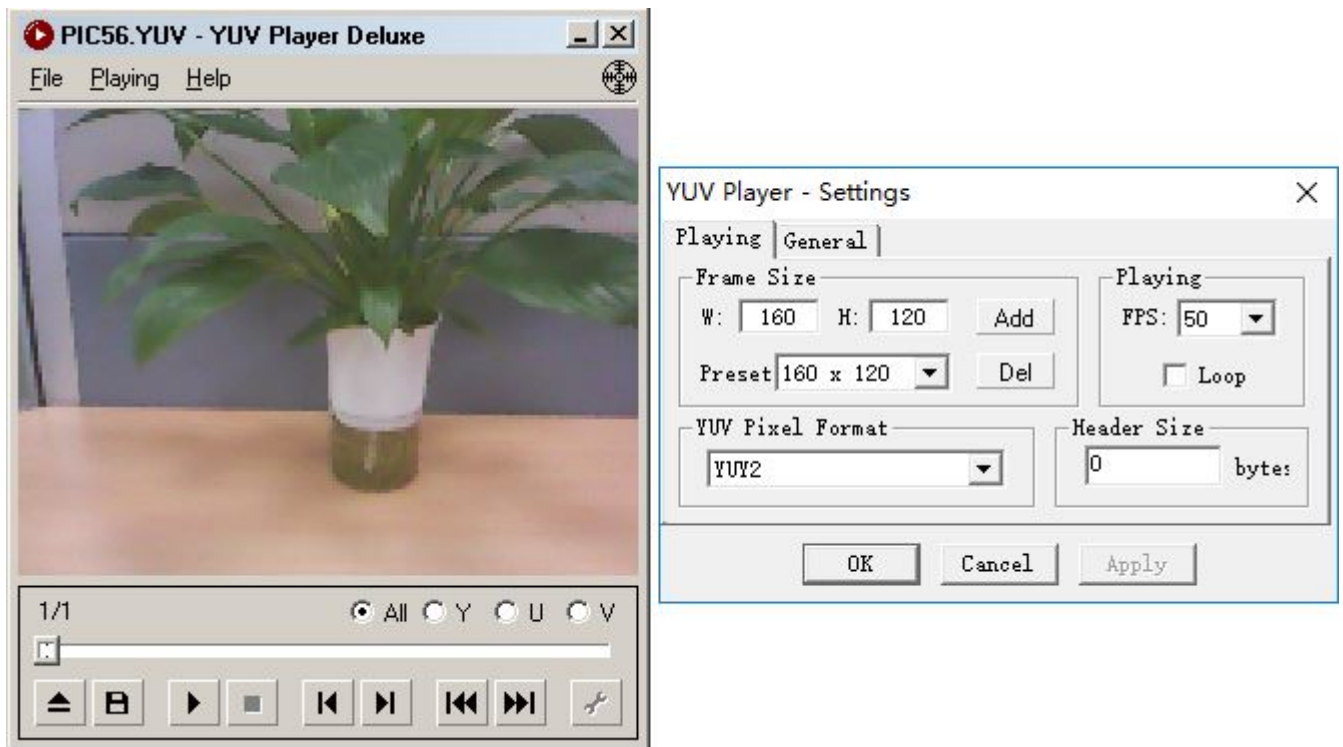 PIC56.YUV - YUV Player Deluxe
File Playing Help
1/1
All Y U V
YUV Player - Settings
Playing General
Frame Size
W: 160 H: 120 Add
Preset 160 x 120 Del
Playing
FPS: 50
Loop
YUV Pixel Format
YUY2
Header Size
0 bytes
OK Cancel Apply